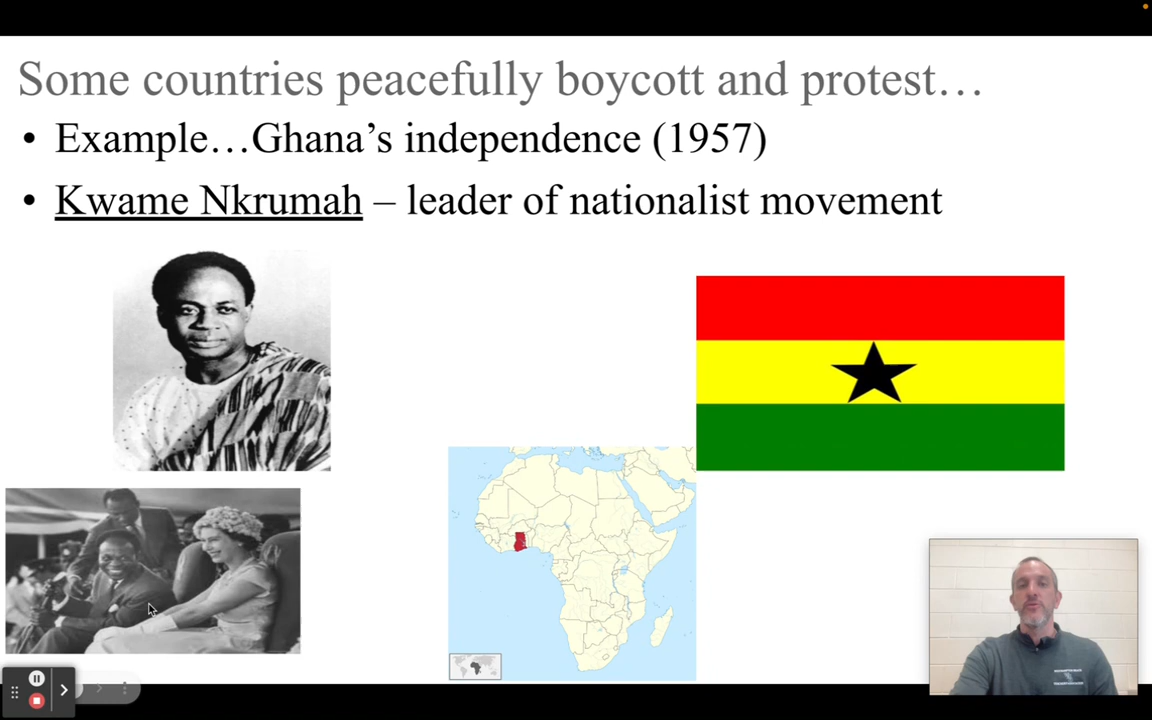 Some countries peacefully boycott and protest…
• Example…Ghana’s independence (1957)
• Kwame Nkrumah – leader of nationalist movement